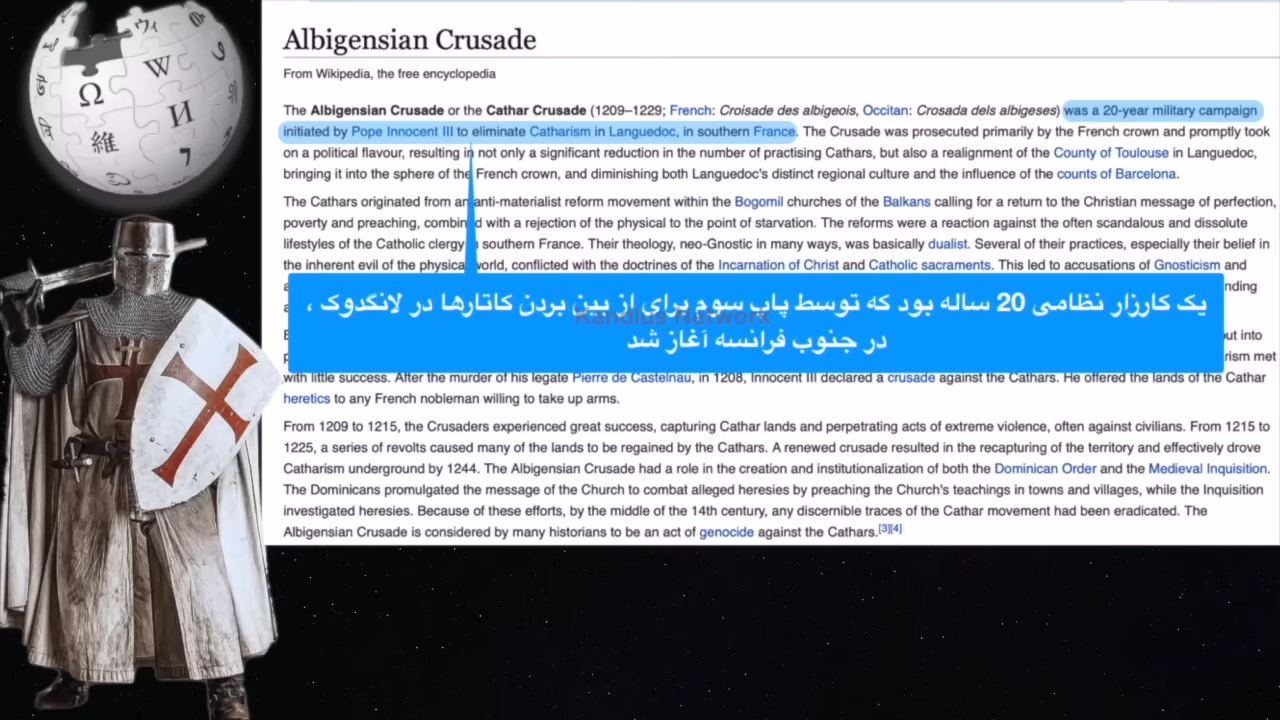 Albigensian Crusade
From Wikipedia, the free encyclopedia
The Albigensian Crusade or the Cathar Crusade (1209–1229; French: Croisade des albigeois, Occitan: Crosada dels albigeses) was a 20-year military campaign
initiated by Pope Innocent III to eliminate Catharism in Languedoc, in southern France. The Crusade was prosecuted primarily by the French crown and promptly took
on a political flavour, resulting in not only a significant reduction in the number of practising Cathars, but also a realignment of the County of Toulouse in Languedoc,
bringing it into the sphere of the French crown, and diminishing both Languedoc's distinct regional culture and the influence of the counts of Barcelona.
The Cathars originated from an anti-materialist reform movement within the Bogomil churches of the Balkans calling for a return to the Christian message of perfection,
poverty and preaching, combined with a rejection of the physical to the point of starvation. The reforms were a reaction against the often scandalous and dissolute
lifestyles of the Catholic clergy southern France. Their theology, neo-Gnostic in many ways, was basically dualist. Several of their practices, especially their belief in
the inherent evil of the physical world, conflicted with the doctrines of the Incarnation of Christ and Catholic sacraments. This led to accusations of Gnosticism and
یک کارزار نظامی 20 ساله بود که توسط پاپ سوم برای از بین بردن کاتارها در لانگدوک ،
Kandius Network
در جنوب فرانسه آغاز شد
out into
met
with little success. After the murder of his legate Pierre de Castelnau, in 1208, Innocent III declared a crusade against the Cathars. He offered the lands of the Cathar
heretics to any French nobleman willing to take up arms.
From 1209 to 1215, the Crusaders experienced great success, capturing Cathar lands and perpetrating acts of extreme violence, often against civilians. From 1215 to
1225, a series of revolts caused many of the lands to be regained by the Cathars. A renewed crusade resulted in the recapturing of the territory and effectively drove
Catharism underground by 1244. The Albigensian Crusade had a role in the creation and institutionalization of both the Dominican Order and the Medieval Inquisition.
The Dominicans promulgated the message of the Church to combat alleged heresies by preaching the Church's teachings in towns and villages, while the Inquisition
investigated heresies. Because of these efforts, by the middle of the 14th century, any discernible traces of the Cathar movement had been eradicated. The
Albigensian Crusade is considered by many historians to be an act of genocide against the Cathars.[3][4]